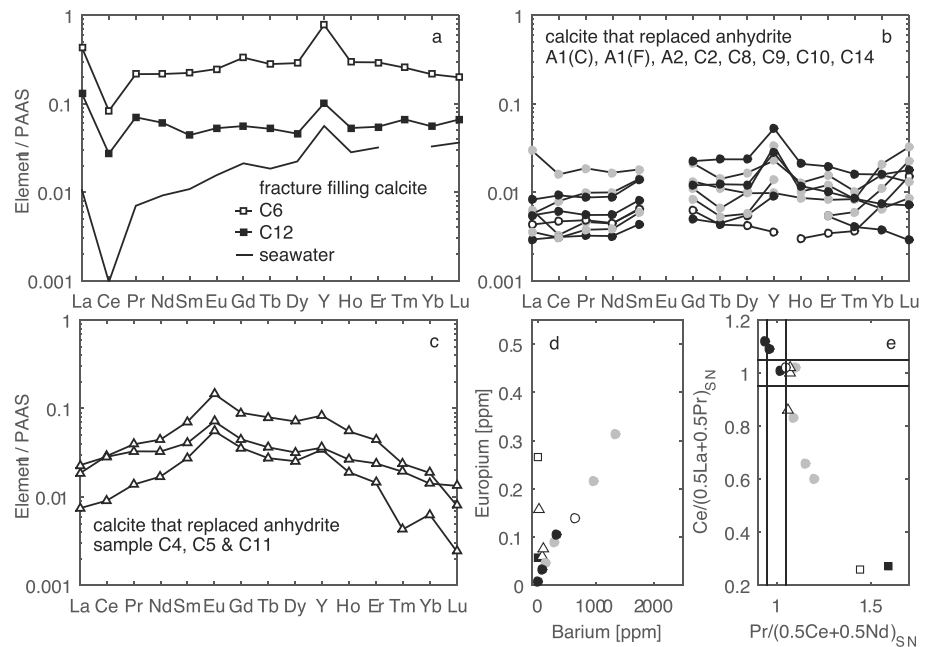 1
a
0.1
0.01
0.001
Element / PAAS
fracture filling calcite
C6
C12
seawater
La Ce Pr Nd Sm Eu Gd Tb Dy Y Ho Er Tm Yb Lu
1
calcite that replaced anhydrite
b
A1(C), A1(F), A2, C2, C8, C9, C10, C14
0.1
0.01
0.001
La Ce Pr Nd Sm Eu Gd Tb Dy Y Ho Er Tm Yb Lu
1
c
0.1
0.01
0.001
Element / PAAS
calcite that replaced anhydrite
sample C4, C5 & C11
La Ce Pr Nd Sm Eu Gd Tb Dy Y Ho Er Tm Yb Lu
d
0.5
0.4
0.3
0.2
0.1
0
Europium [ppm]
0 1000 2000
Barium [ppm]
e
1.2
1
0.8
0.6
0.4
0.2
Ce/(0.5La+0.5Pr)SN
1 1.5
Pr/(0.5Ce+0.5Nd)SN